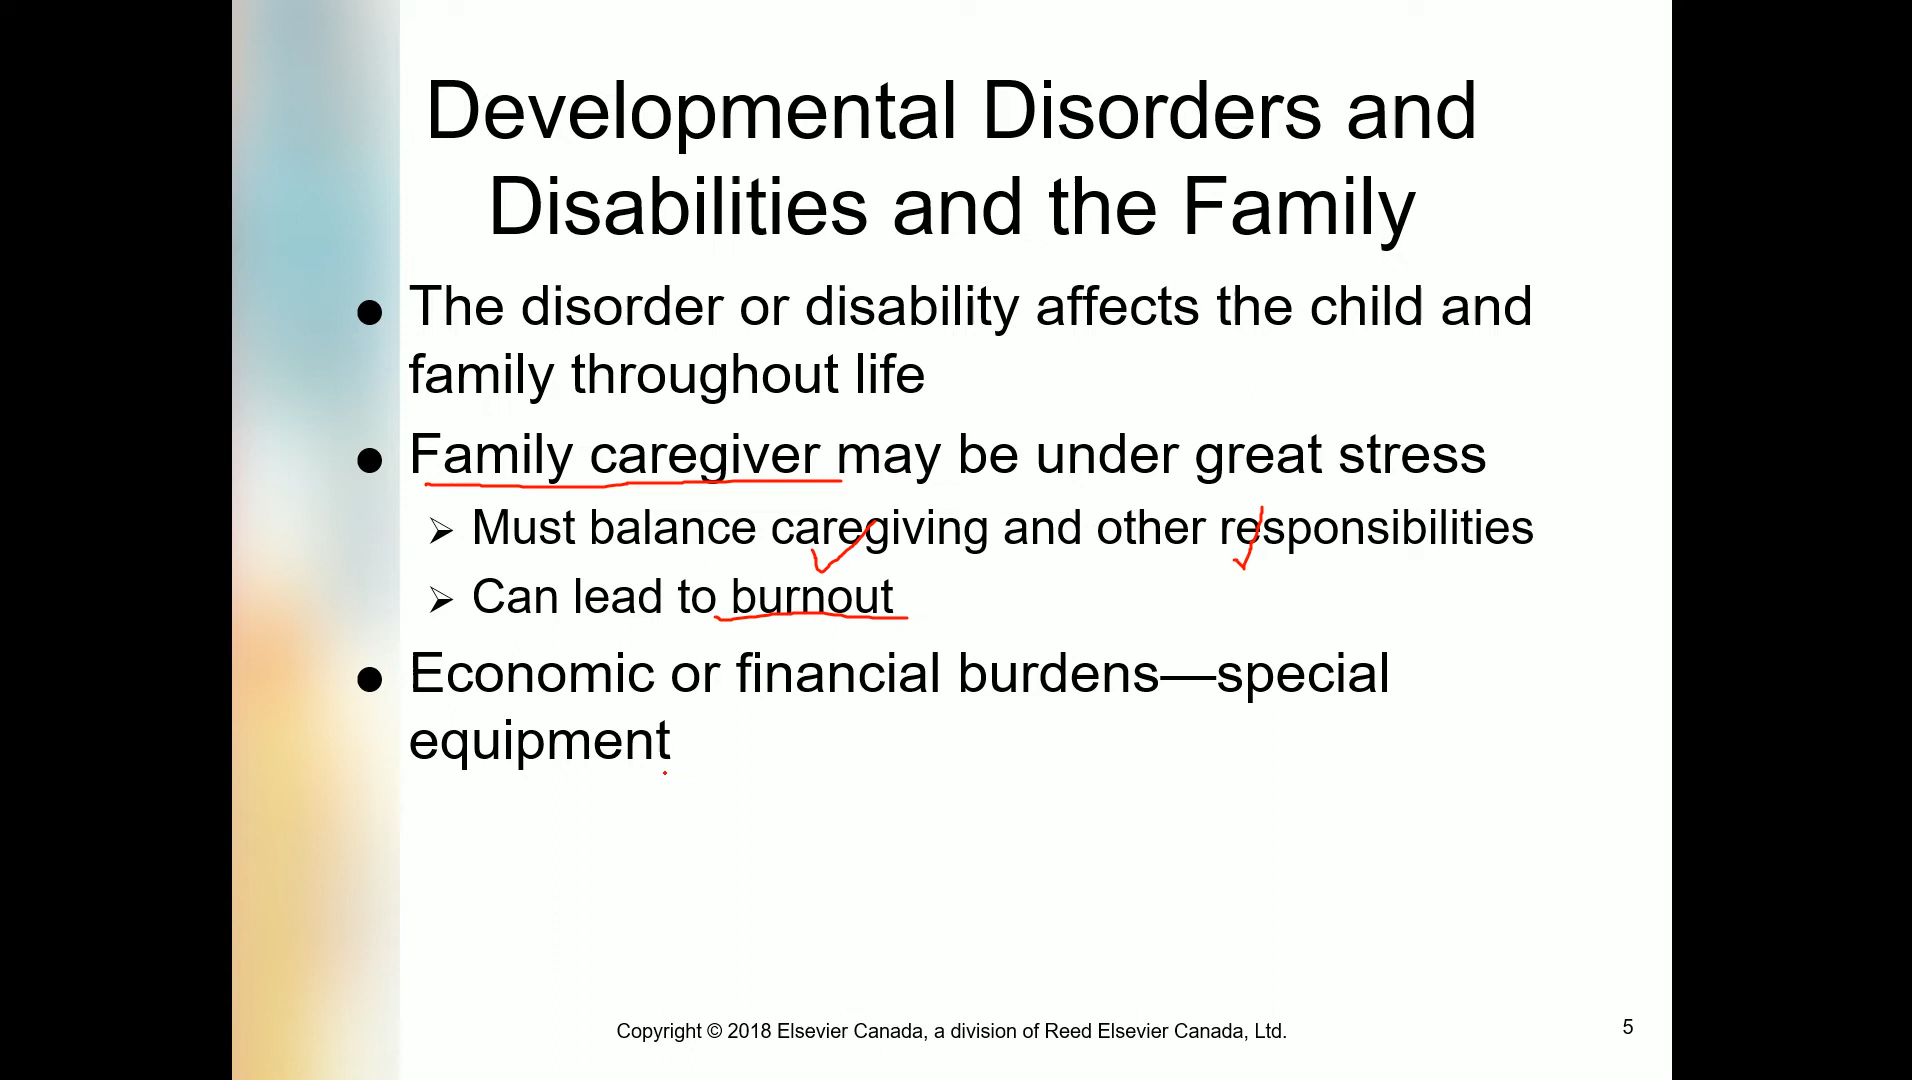 Developmental Disorders and
Disabilities and the Family
● The disorder or disability affects the child and
family throughout life
● Family caregiver may be under great stress
➢ Must balance caregiving and other responsibilities
➢ Can lead to burnout
● Economic or financial burdens—special
equipment
Copyright © 2018 Elsevier Canada, a division of Reed Elsevier Canada, Ltd.
5